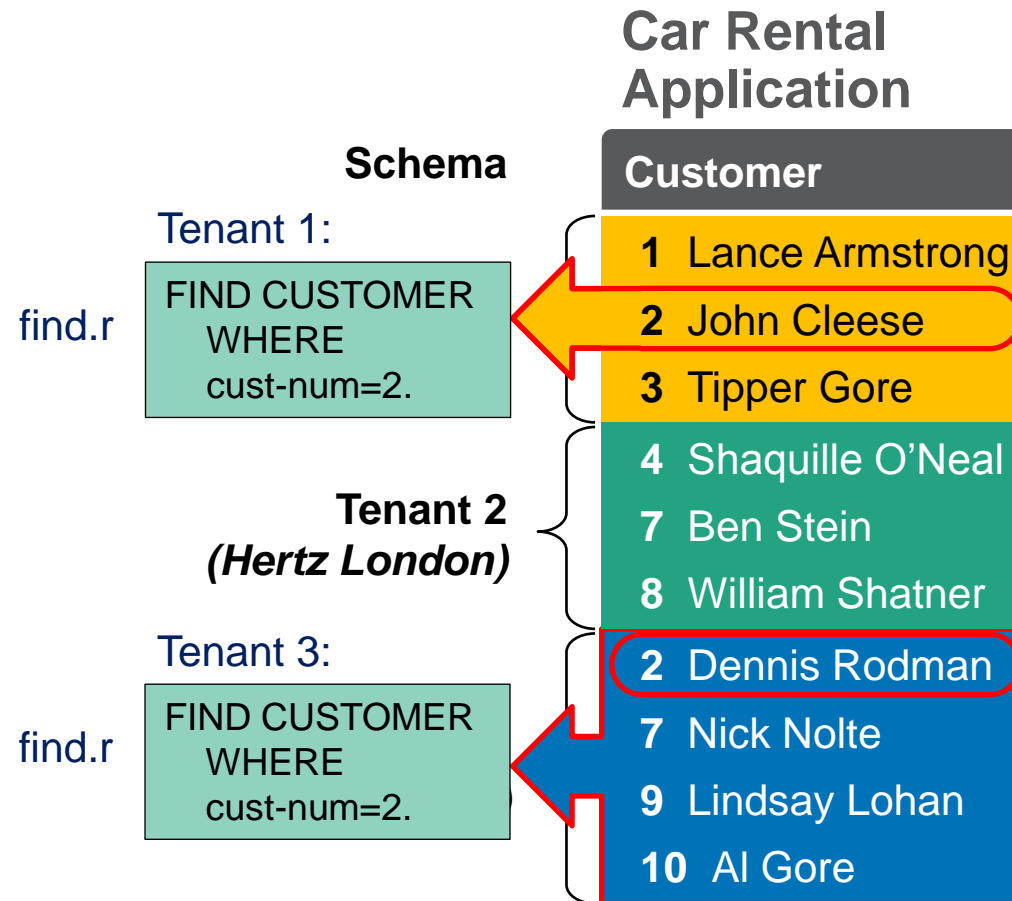 Car Rental
Application
Schema
Customer
Tenant 1:
find.r
FIND CUSTOMER
WHERE
cust-num=2.
1 Lance Armstrong
2 John Cleese
3 Tipper Gore
Tenant 2
(Hertz London)
4 Shaquille O’Neal
7 Ben Stein
8 William Shatner
Tenant 3:
find.r
FIND CUSTOMER
WHERE
cust-num=2.
)
2 Dennis Rodman
7 Nick Nolte
9 Lindsay Lohan
10 Al Gore